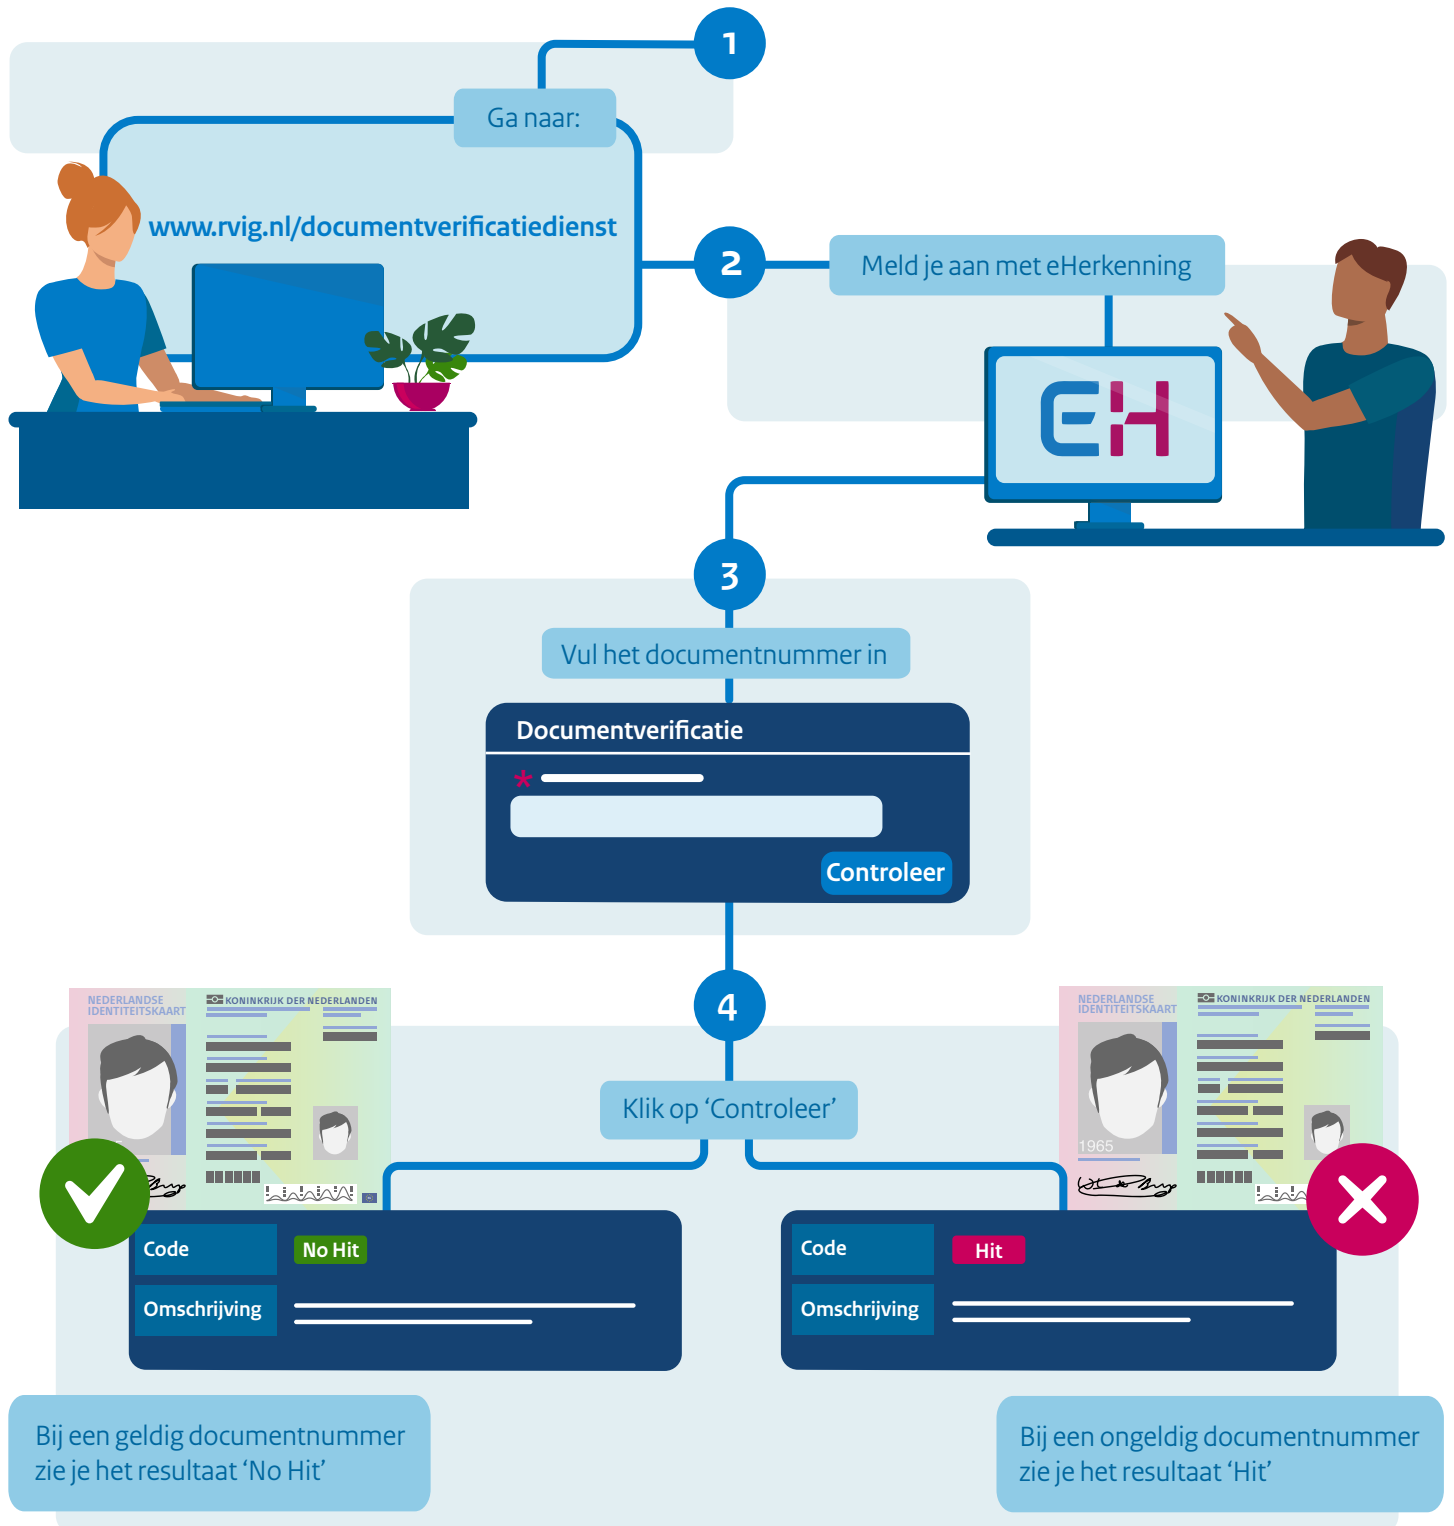 1
Ga naar:
www.rvig.nl/documentverificatiedienst
2
Meld je aan met eHerkenning
EH
3
Vul het documentnummer in
Documentverificatie
*
Controleer
4
Klik op ‘Controleer’
NEDERLANDSE
IDENTITEITSKAART
KONINKRIJK DER NEDERLANDEN
Code
No Hit
Omschrijving
Bij een geldig documentnummer
zie je het resultaat ‘No Hit’
NEDERLANDSE
IDENTITEITSKAART
KONINKRIJK DER NEDERLANDEN
1965
Code
Hit
Omschrijving
Bij een ongeldig documentnummer
zie je het resultaat ‘Hit’